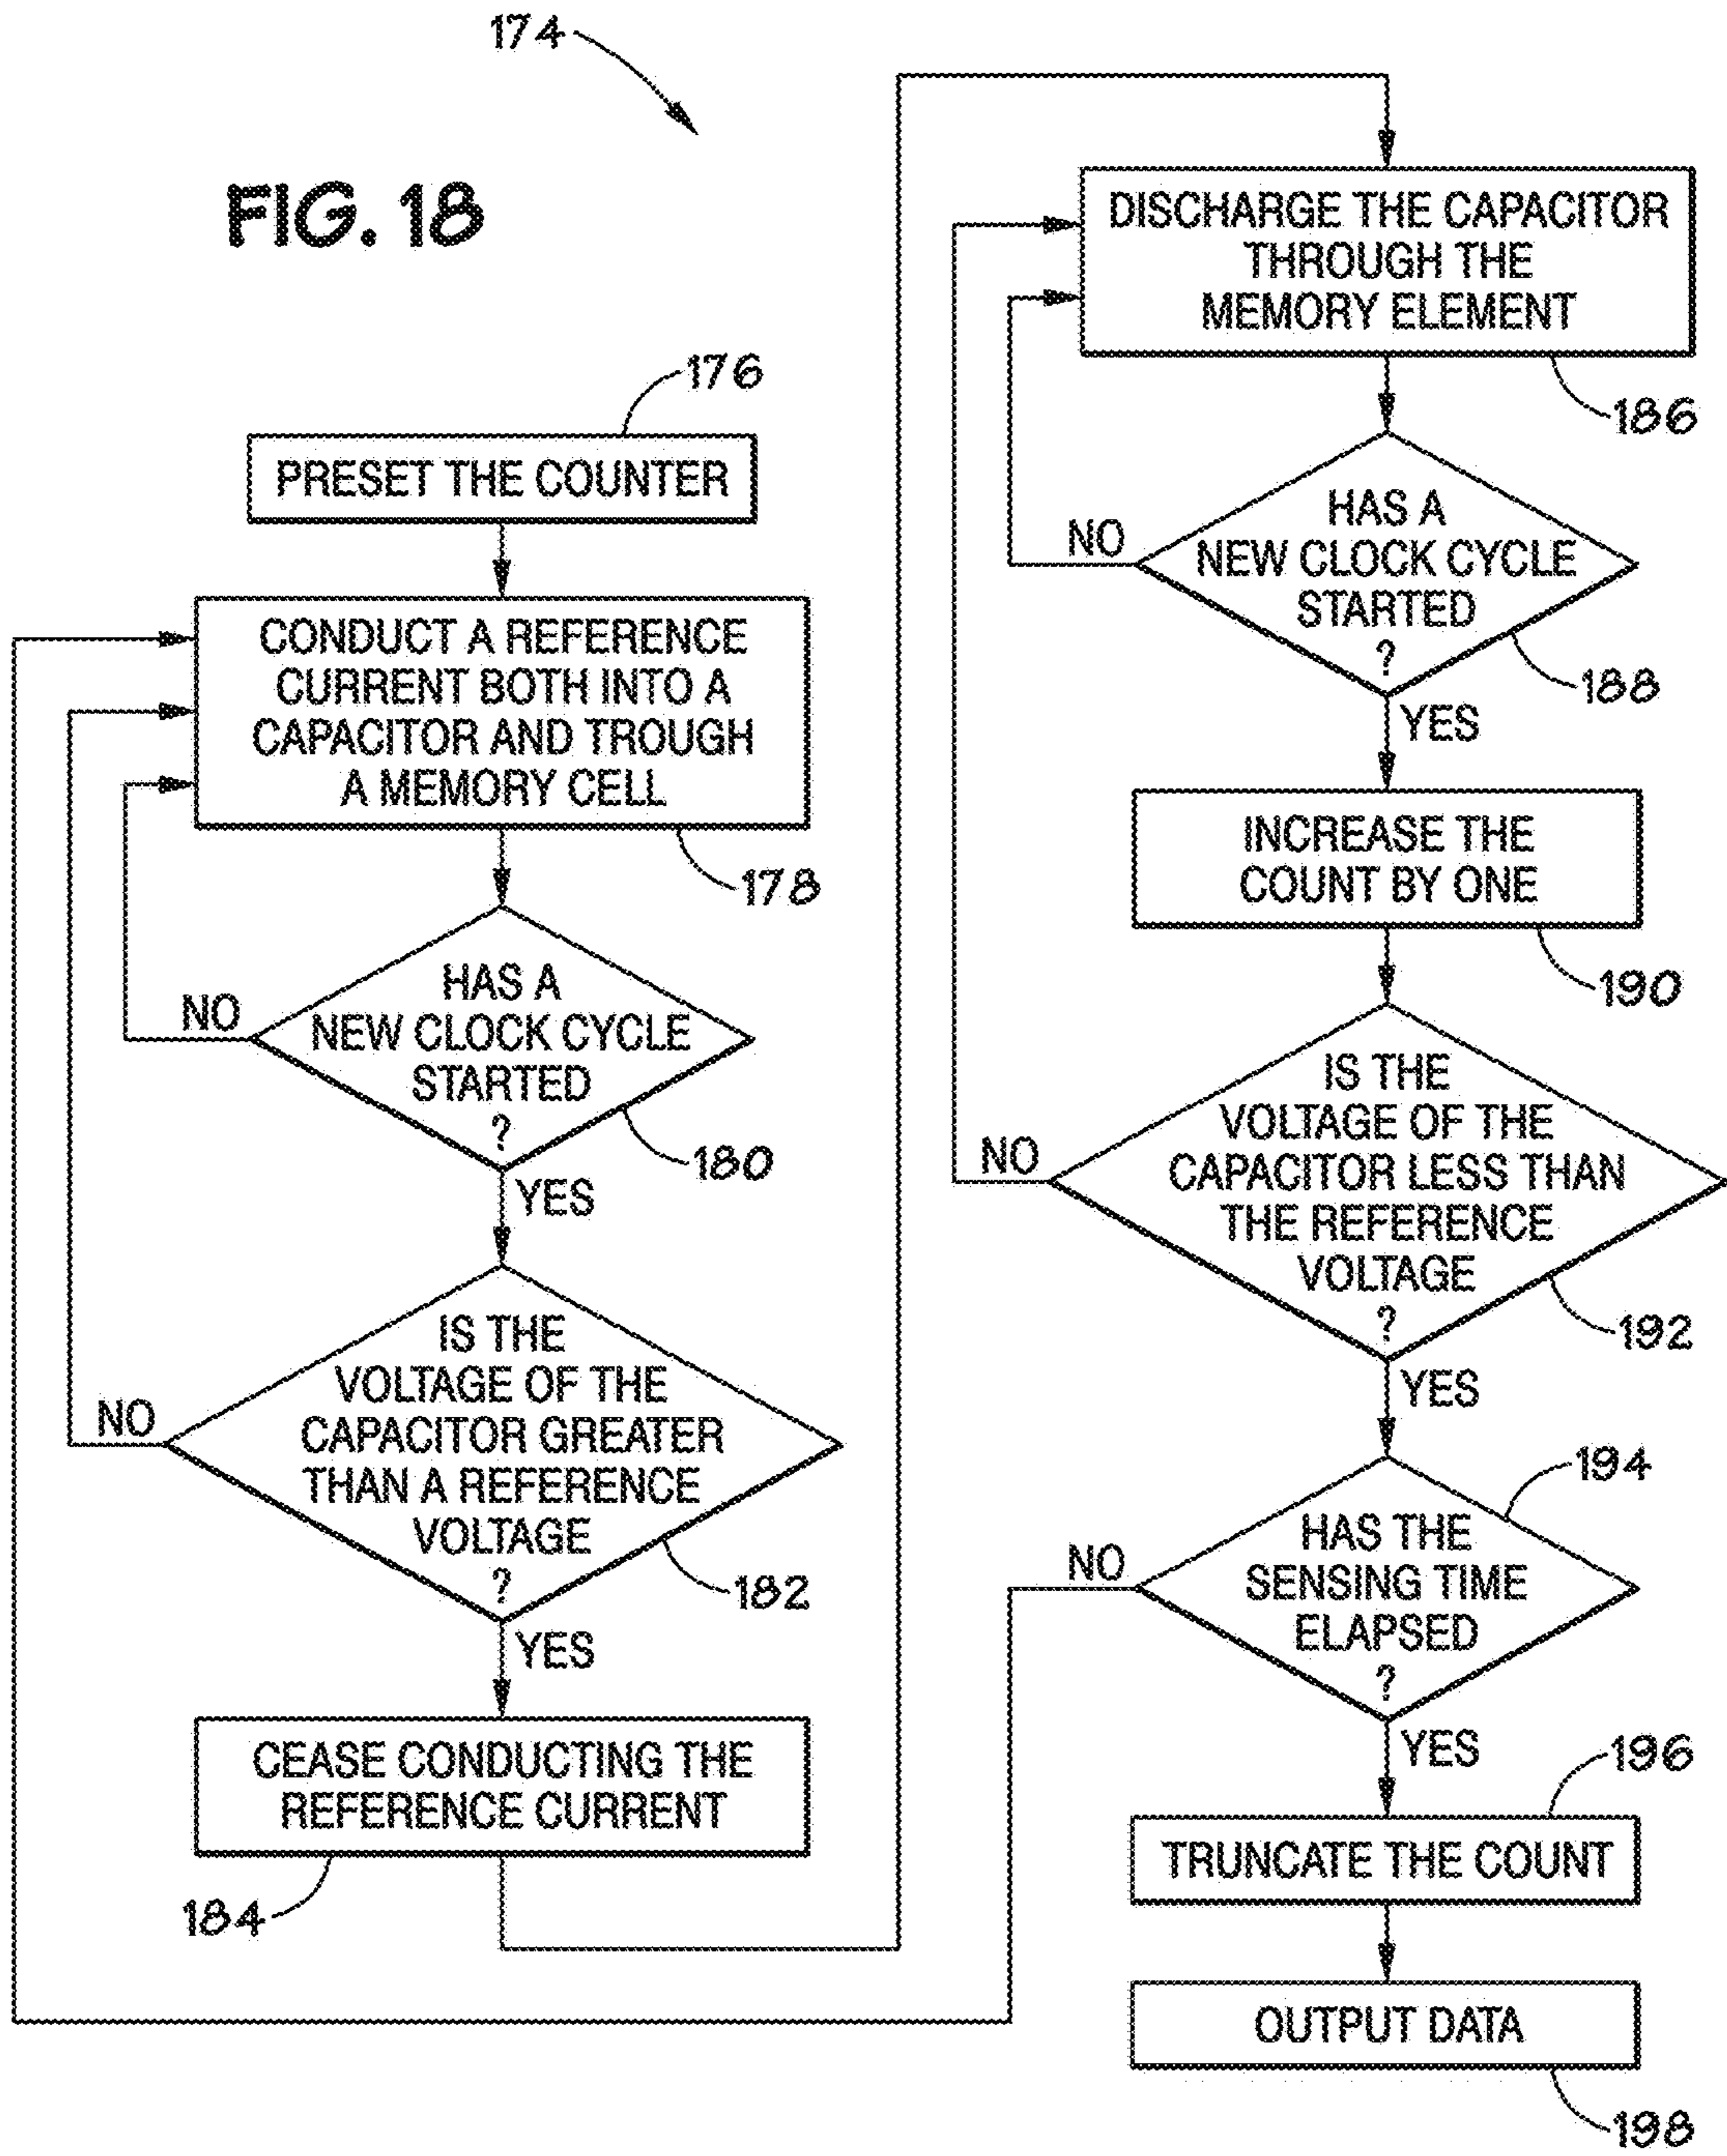 174
FIG. 18
176
PRESET THE COUNTER
CONDUCT A REFERENCE
CURRENT BOTH INTO A
CAPACITOR AND TROUGH
A MEMORY CELL
178
HAS A
NEW CLOCK CYCLE
STARTED
?
NO
180
YES
IS THE
VOLTAGE OF THE
CAPACITOR GREATER
THAN A REFERENCE
VOLTAGE
?
NO
182
YES
CEASE CONDUCTING THE
REFERENCE CURRENT
184
DISCHARGE THE CAPACITOR
THROUGH THE
MEMORY ELEMENT
186
HAS A
NEW CLOCK CYCLE
STARTED
?
NO
188
YES
INCREASE THE
COUNT BY ONE
190
IS THE
VOLTAGE OF THE
CAPACITOR LESS THAN
THE REFERENCE
VOLTAGE
?
NO
192
YES
194
HAS THE
SENSING TIME
ELAPSED
?
NO
YES
196
TRUNCATE THE COUNT
OUTPUT DATA
198